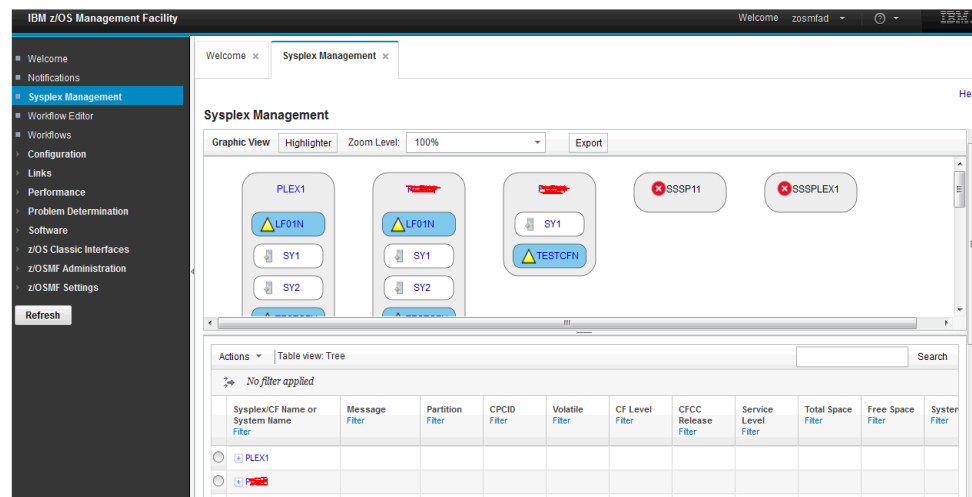 IBM z/OS Management Facility
Welcome zosmfad
IBM
Welcome
Notifications
Sysplex Management
Workflow Editor
Workflows
Configuration
Links
Performance
Problem Determination
Software
z/OS Classic Interfaces
z/OSMF Administration
z/OSMF Settings
Refresh
Welcome × Sysplex Management ×
He
Sysplex Management
Graphic View Highlighter Zoom Level: 100% Export
PLEX1 SSSP11 SSSPLEX1
LF01N LF01N SY1
SY1 SY1 TESTCFN
SY2 SY2
Actions Table view: Tree Search
No filter applied
Sysplex/CF Name or System Name Filter
Message Filter
Partition Filter
CPCID Filter
Volatile Filter
CF Level Filter
CFCC Release Filter
Service Level Filter
Total Space Filter
Free Space Filter
System Filter
PLEX1